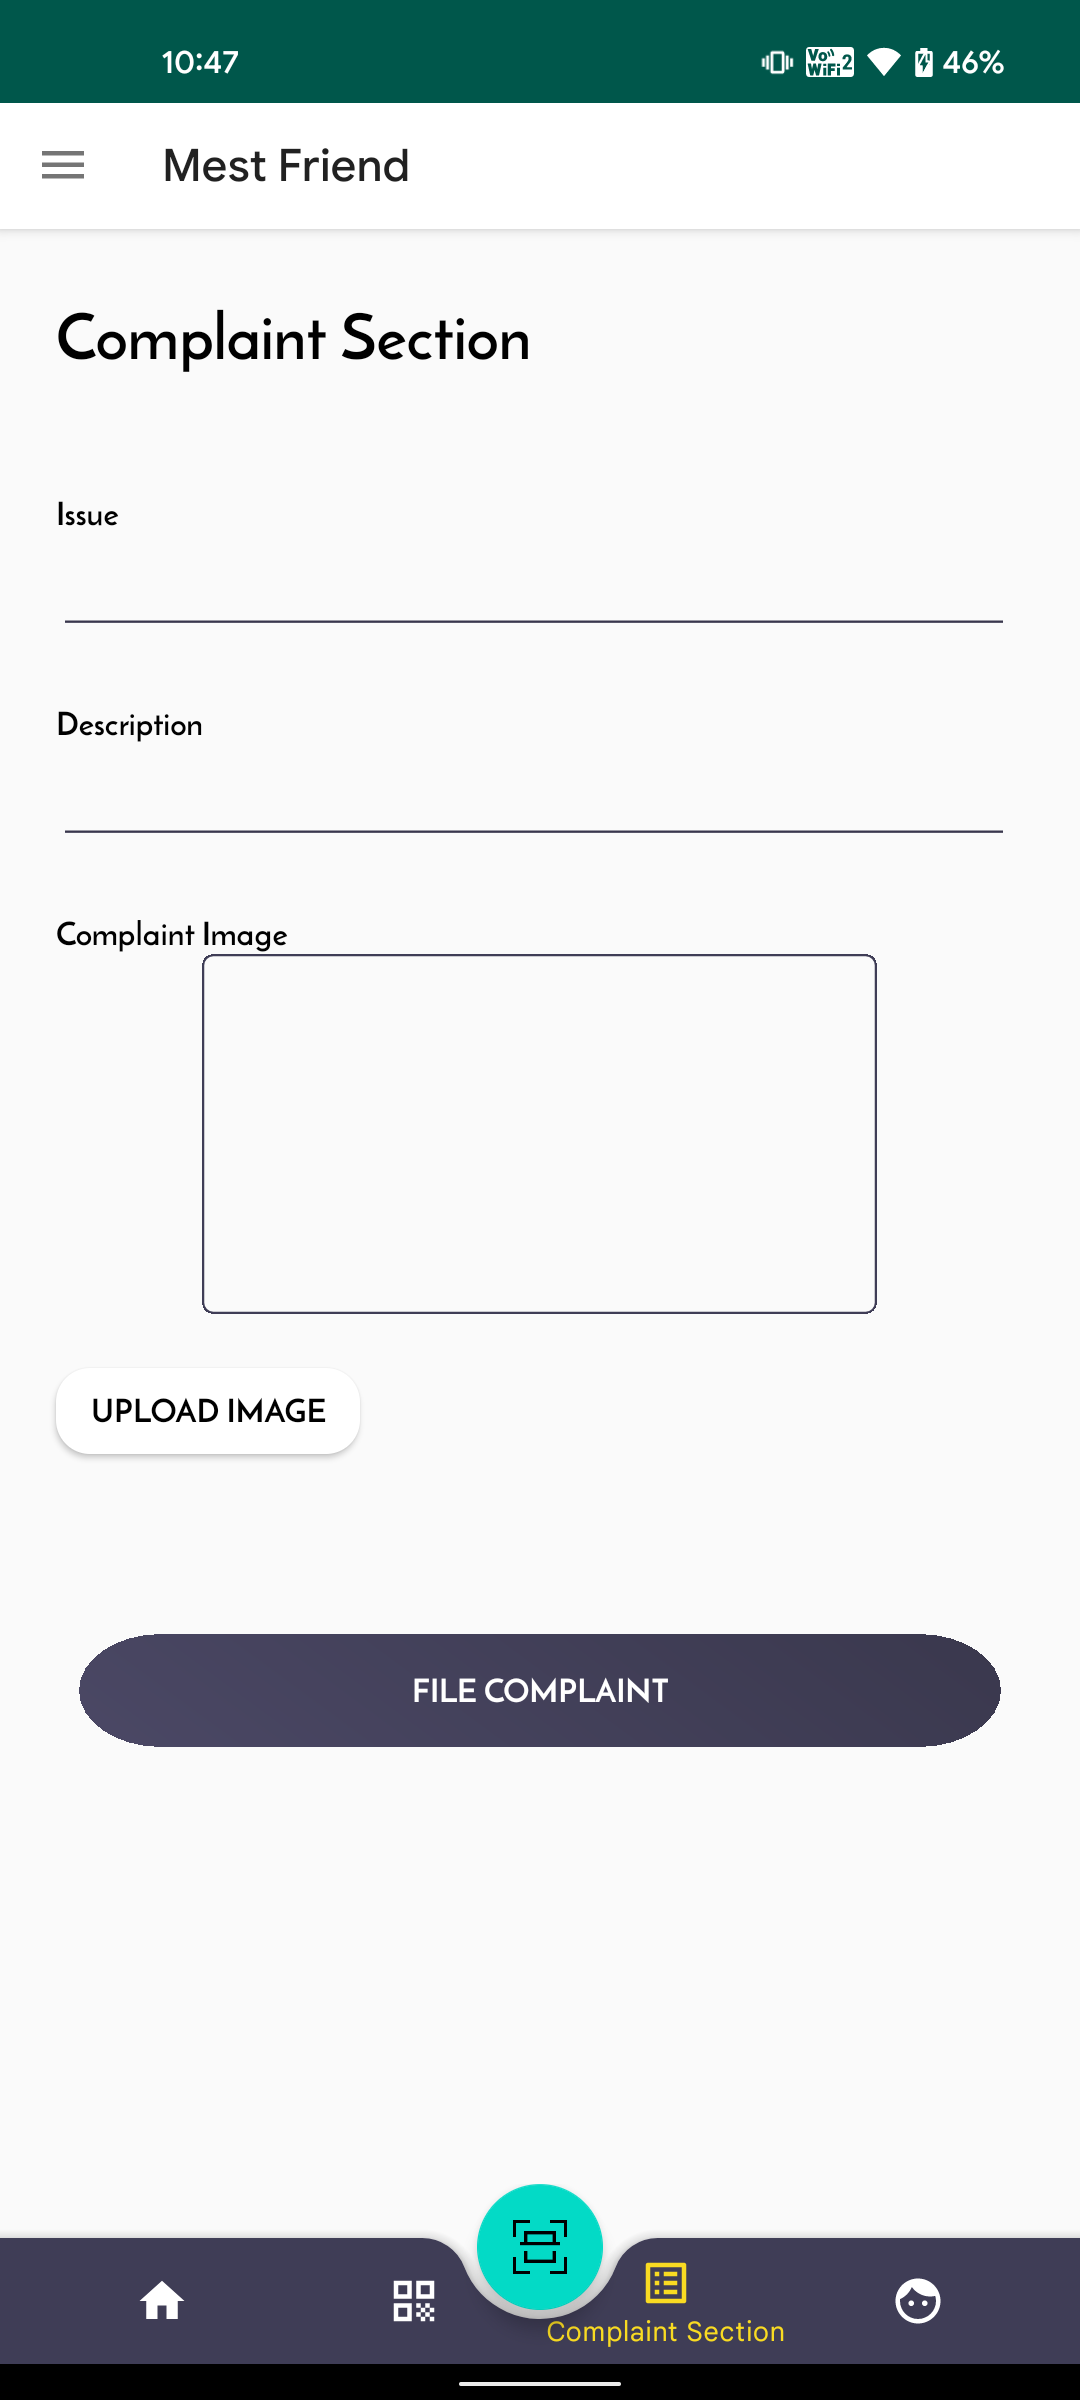 10:47
Vo WiFi 2 46%
Mest Friend
Complaint Section
Issue
Description
Complaint Image
UPLOAD IMAGE
FILE COMPLAINT
Complaint Section